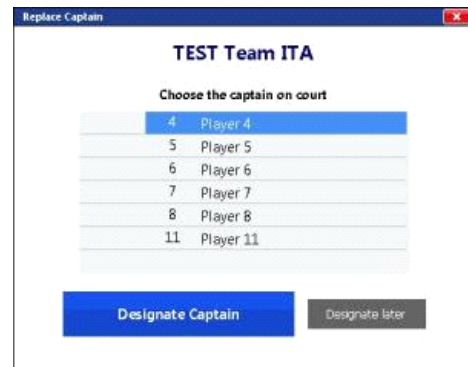 Replace Captain
TEST Team ITA
Choose the captain on court
4 Player 4
5 Player 5
6 Player 6
7 Player 7
8 Player 8
11 Player 11
Designate Captain Designate later